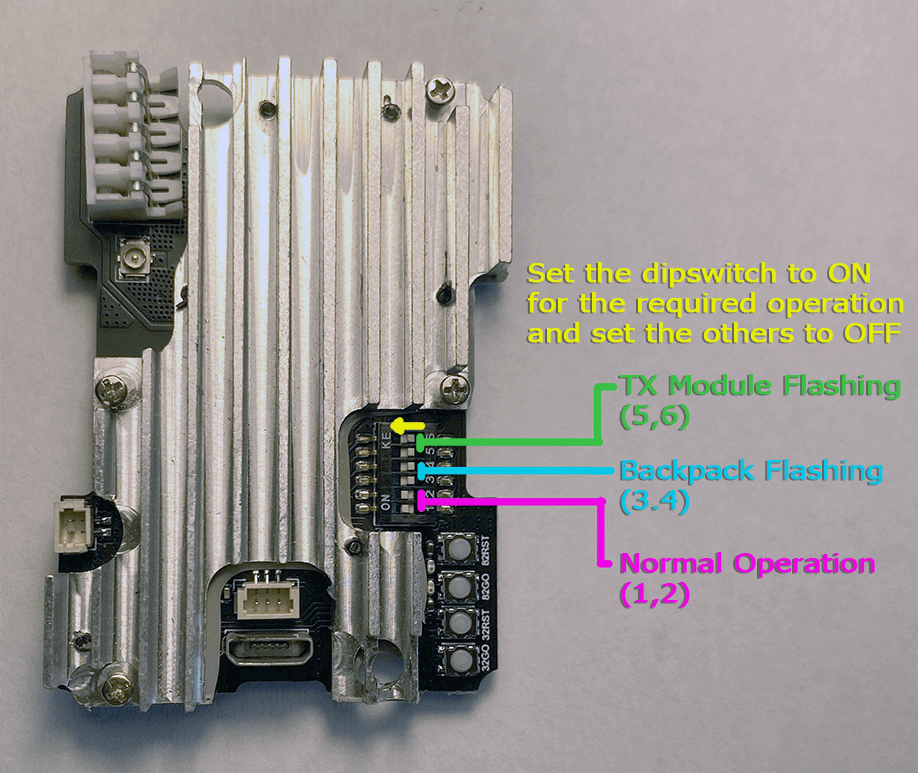 Set the dipswitch to ON
for the required operation
and set the others to OFF
TX Module Flashing
(5,6)
Backpack Flashing
(3.4)
Normal Operation
(1,2)
KE
ON
6
5
4
3
2
1
82RST
82GO
32RST
32GO